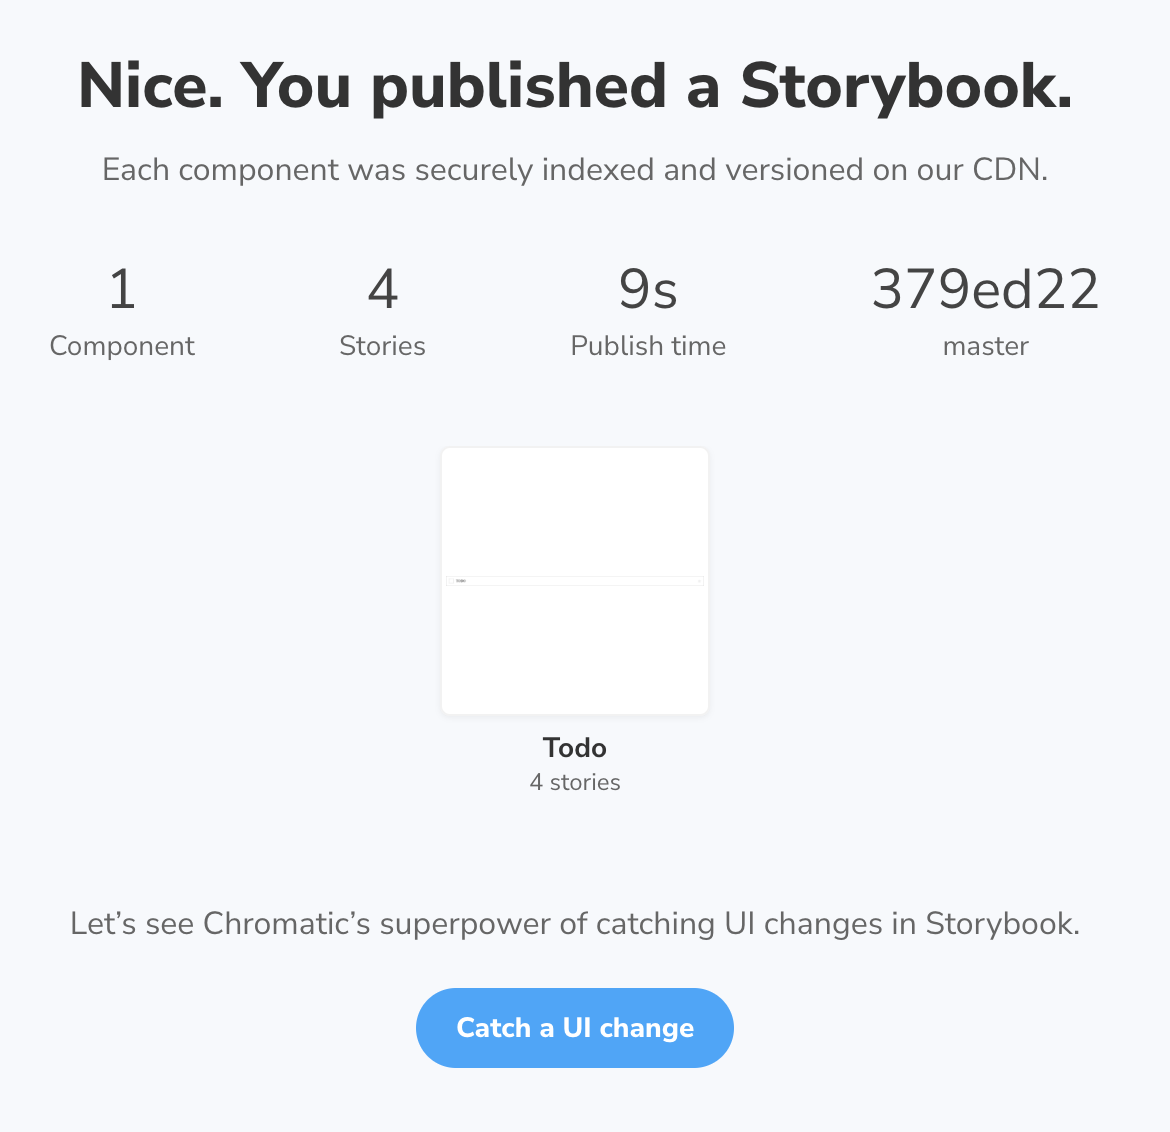 Nice. You published a Storybook.
Each component was securely indexed and versioned on our CDN.
1
Component
4
Stories
9s
Publish time
379ed22
master
Todo
4 stories
Let’s see Chromatic’s superpower of catching UI changes in Storybook.
Catch a UI change